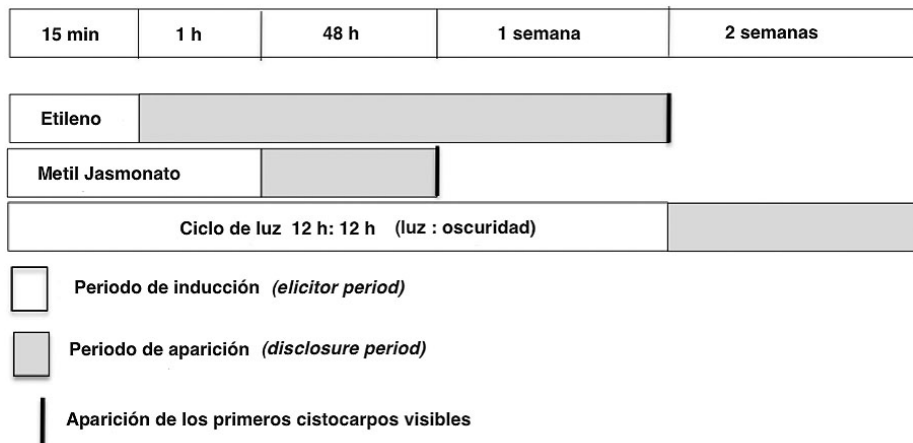 15 min 1 h 48 h 1 semana 2 semanas
Etileno
Metil Jasmonato
Ciclo de luz 12 h: 12 h (luz : oscuridad)
Periodo de inducción (elicitor period)
Periodo de aparición (disclosure period)
Aparición de los primeros cistocarpos visibles